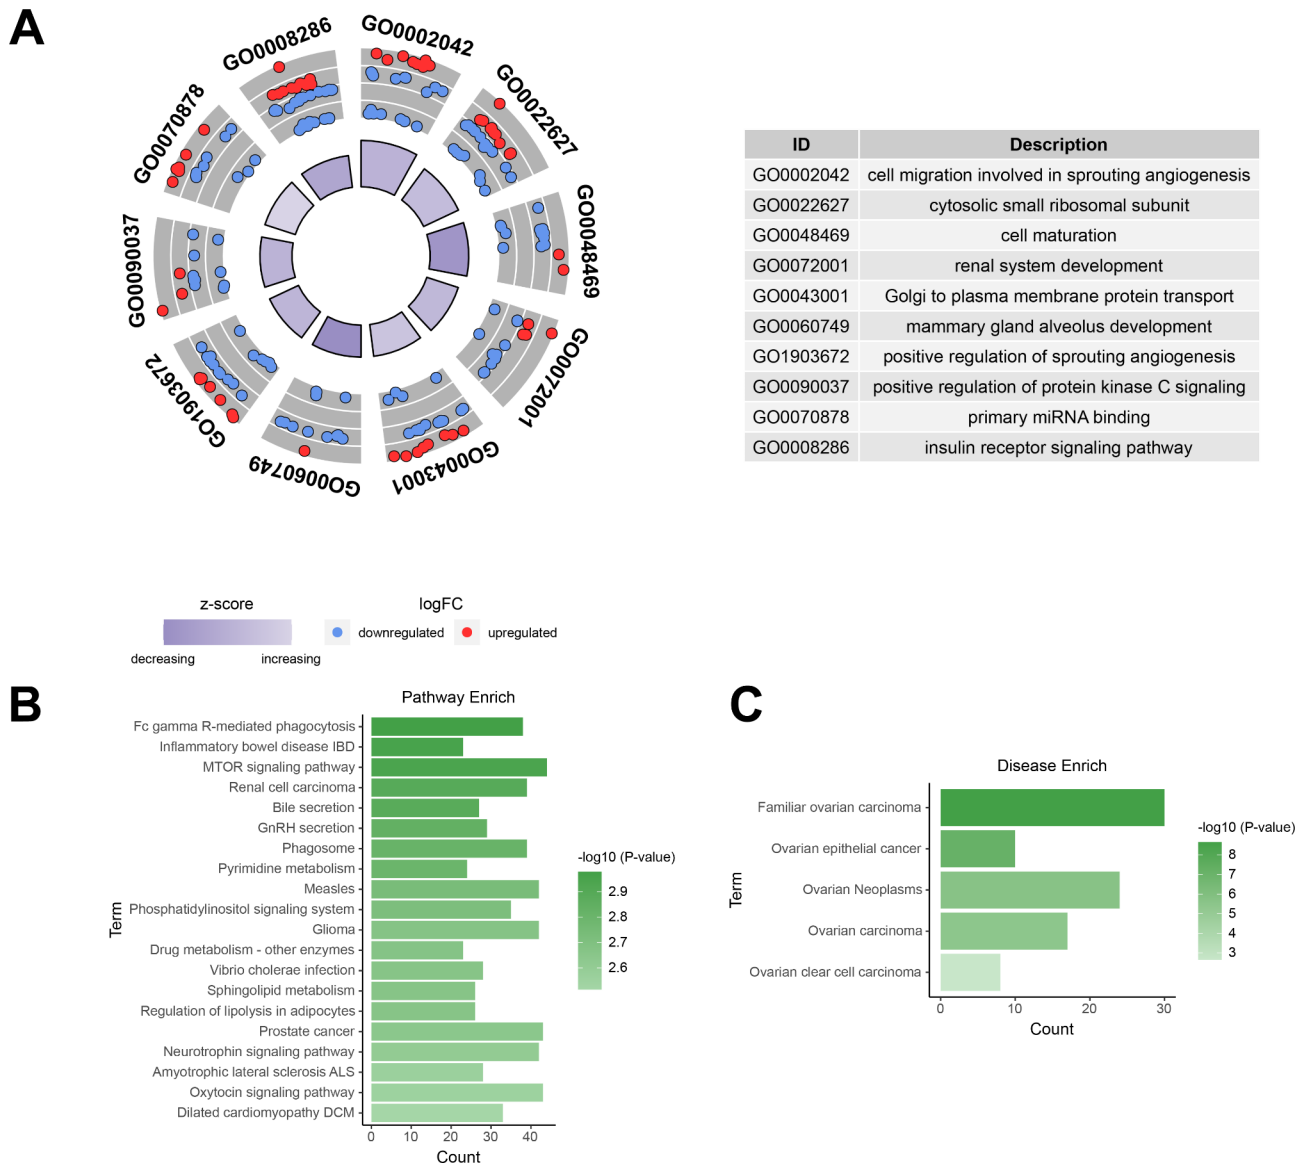 A
GO0002042
GO0022627
GO0048469
GO0072001
GO0043001
GO0060749
GO1903672
GO0090037
GO0070878
GO0008286
ID Description
GO0002042 cell migration involved in sprouting angiogenesis
GO0022627 cytosolic small ribosomal subunit
GO0048469 cell maturation
GO0072001 renal system development
GO0043001 Golgi to plasma membrane protein transport
GO0060749 mammary gland alveolus development
GO1903672 positive regulation of sprouting angiogenesis
GO0090037 positive regulation of protein kinase C signaling
GO0070878 primary miRNA binding
GO0008286 insulin receptor signaling pathway
z-score
decreasing increasing
logFC
downregulated upregulated
B
Pathway Enrich
Term
Fc gamma R-mediated phagocytosis
Inflammatory bowel disease IBD
MTOR signaling pathway
Renal cell carcinoma
Bile secretion
GnRH secretion
Phagosome
Pyrimidine metabolism
Measles
Phosphatidylinositol signaling system
Glioma
Drug metabolism - other enzymes
Vibrio cholerae infection
Sphingolipid metabolism
Regulation of lipolysis in adipocytes
Prostate cancer
Neurotrophin signaling pathway
Amyotrophic lateral sclerosis ALS
Oxytocin signaling pathway
Dilated cardiomyopathy DCM
0 10 20 30 40
Count
-log10 (P-value)
2.9
2.8
2.7
2.6
C
Disease Enrich
Term
Familiar ovarian carcinoma
Ovarian epithelial cancer
Ovarian Neoplasms
Ovarian carcinoma
Ovarian clear cell carcinoma
0 10 20 30
Count
-log10 (P-value)
8
7
6
5
4
3